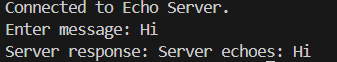 Connected to Echo Server.
Enter message: Hi
Server response: Server echoes: Hi